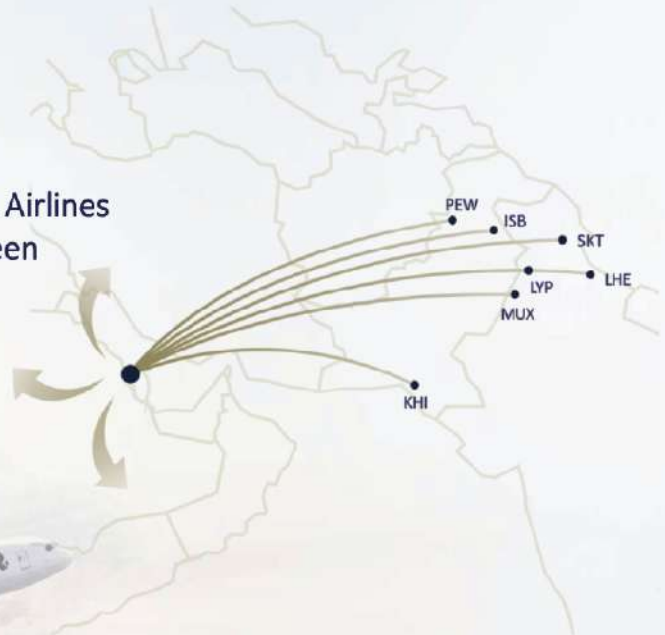 Airlines
een
PEW
ISB
SKT
LYP
LHE
MUX
KHI